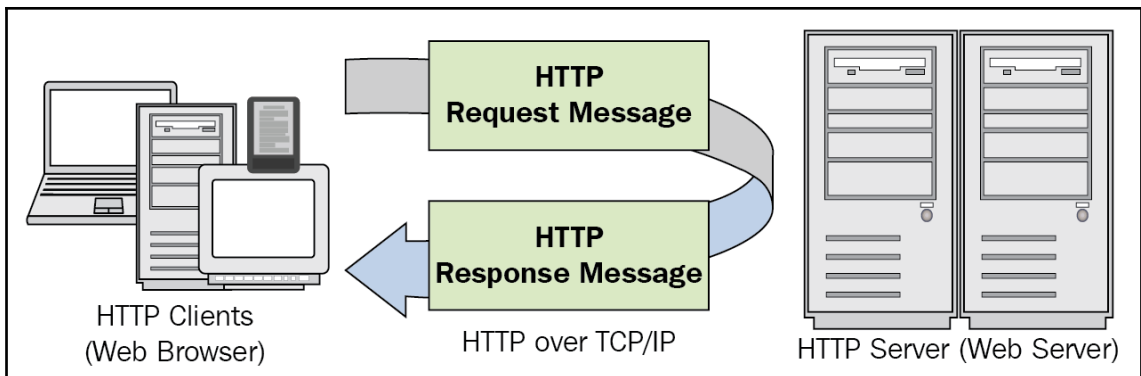 HTTP
Request Message
HTTP
Response Message
HTTP Clients
(Web Browser)
HTTP over TCP/IP
HTTP Server (Web Server)